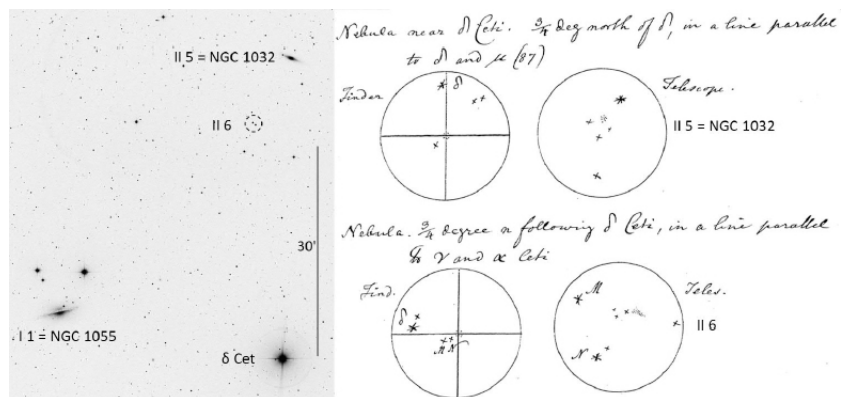 II 5 = NGC 1032
II 6
30'
I 1 = NGC 1055
δ Cet
Nebula near δ Ceti. 3/4 deg north of δ, in a line parallel
to δ and μ (87)
Finder
δ
Telescope.
II 5 = NGC 1032
Nebula. 3/4 degree n following δ Ceti, in a line parallel
to γ and α Ceti
Find.
δ
M N
M
N
Teles.
II 6